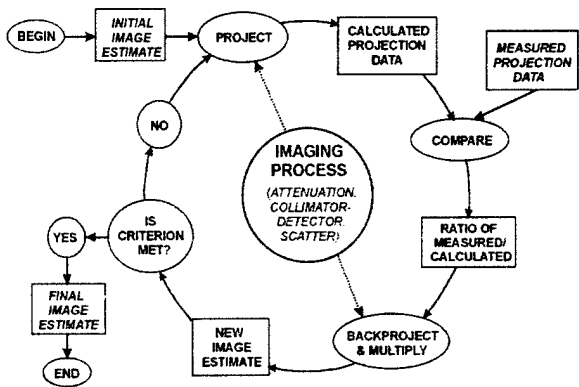 BEGIN
INITIAL
IMAGE
ESTIMATE
PROJECT
CALCULATED
PROJECTION
DATA
MEASURED
PROJECTION
DATA
COMPARE
NO
IMAGING
PROCESS
(ATTENUATION,
COLLIMATOR-
DETECTOR,
SCATTER)
IS
CRITERION
MET?
YES
RATIO OF
MEASURED/
CALCULATED
FINAL
IMAGE
ESTIMATE
NEW
IMAGE
ESTIMATE
BACKPROJECT
& MULTIPLY
END